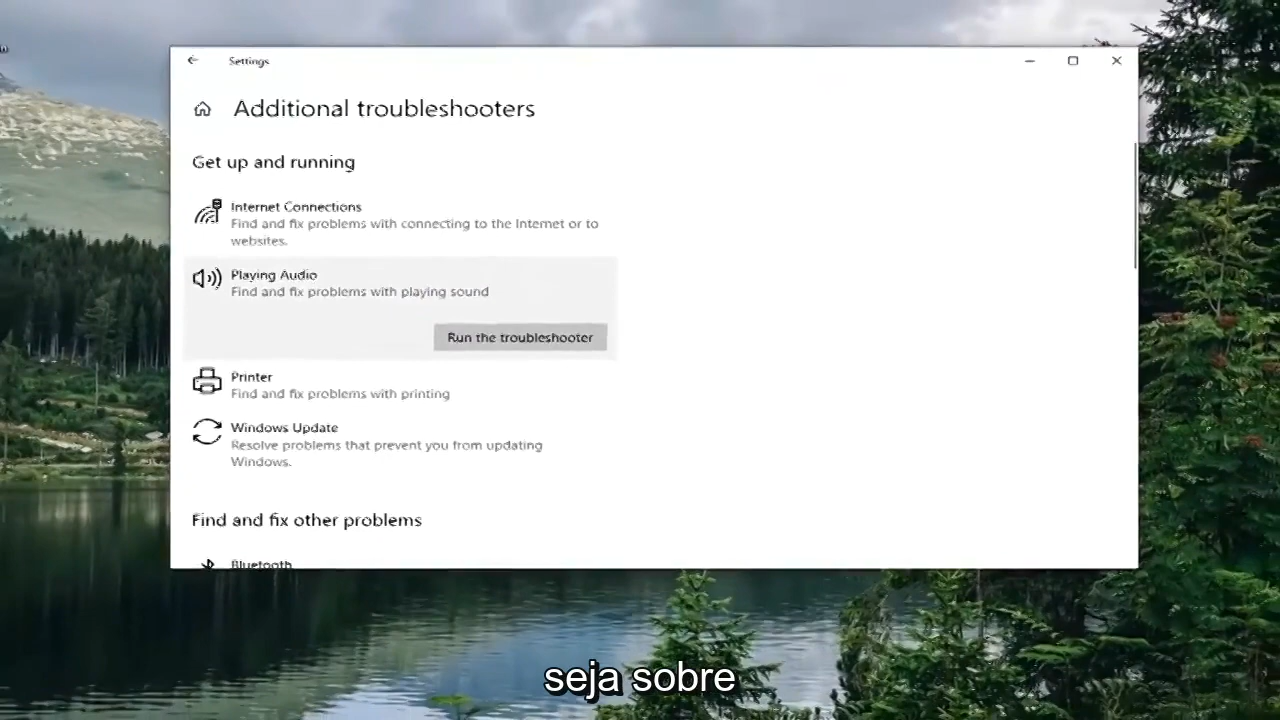 Settings
Additional troubleshooters
Get up and running
Internet Connections
Find and fix problems with connecting to the Internet or to
websites.
Playing Audio
Find and fix problems with playing sound
Run the troubleshooter
Printer
Find and fix problems with printing
Windows Update
Resolve problems that prevent you from updating
Windows.
Find and fix other problems
Bluetooth
seja sobre